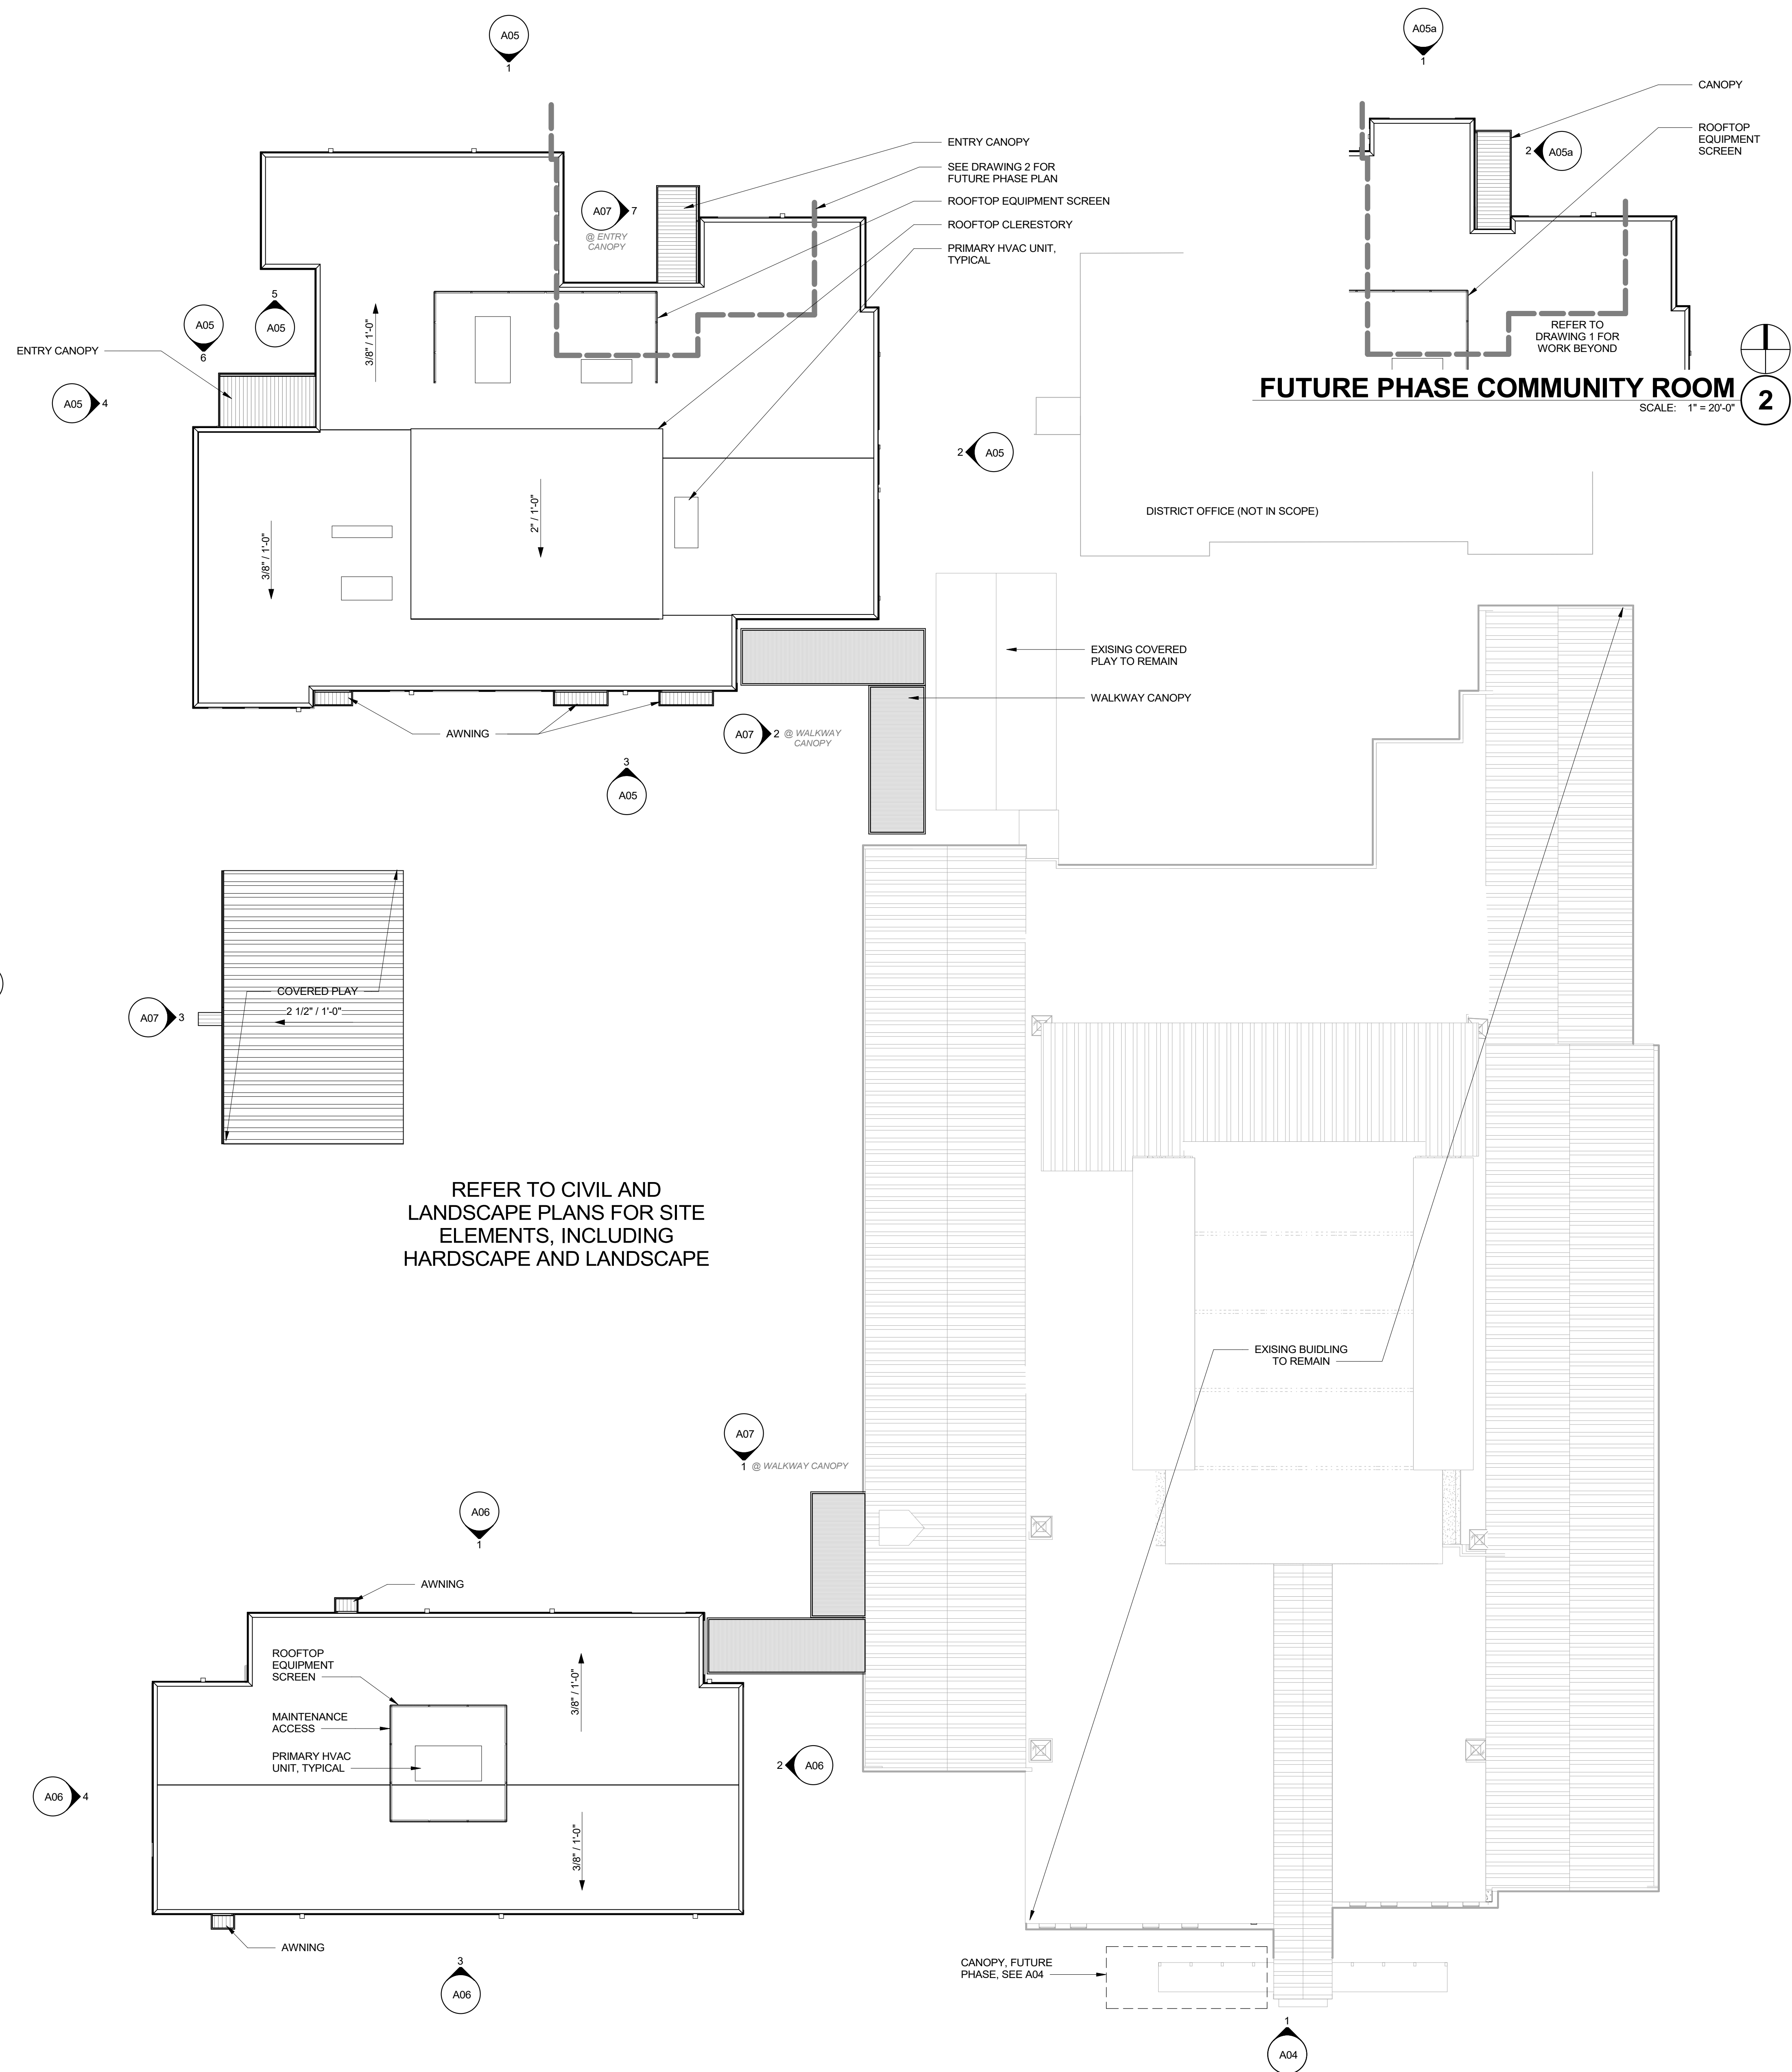 A05
1
A05a
1
CANOPY
ROOFTOP
EQUIPMENT
SCREEN
2
A05a
ENTRY CANOPY
SEE DRAWING 2 FOR
FUTURE PHASE PLAN
ROOFTOP EQUIPMENT SCREEN
ROOFTOP CLERESTORY
PRIMARY HVAC UNIT,
TYPICAL
A07
7
@ ENTRY
CANOPY
5
A05
A05
6
ENTRY CANOPY
A05
4
3/8" / 1'-0"
REFER TO
DRAWING 1 FOR
WORK BEYOND
FUTURE PHASE COMMUNITY ROOM
SCALE: 1" = 20'-0"
2
2
A05
3/8" / 1'-0"
2" / 1'-0"
DISTRICT OFFICE (NOT IN SCOPE)
EXISING COVERED
PLAY TO REMAIN
WALKWAY CANOPY
AWNING
A07
2
@ WALKWAY
CANOPY
3
A05
COVERED PLAY
2 1/2" / 1'-0"
A07
3
REFER TO CIVIL AND
LANDSCAPE PLANS FOR SITE
ELEMENTS, INCLUDING
HARDSCAPE AND LANDSCAPE
EXISING BUIDLING
TO REMAIN
A07
1 @ WALKWAY CANOPY
A06
1
AWNING
ROOFTOP
EQUIPMENT
SCREEN
MAINTENANCE
ACCESS
PRIMARY HVAC
UNIT, TYPICAL
3/8" / 1'-0"
3/8" / 1'-0"
2
A06
A06
4
AWNING
3
A06
CANOPY, FUTURE
PHASE, SEE A04
1
A04